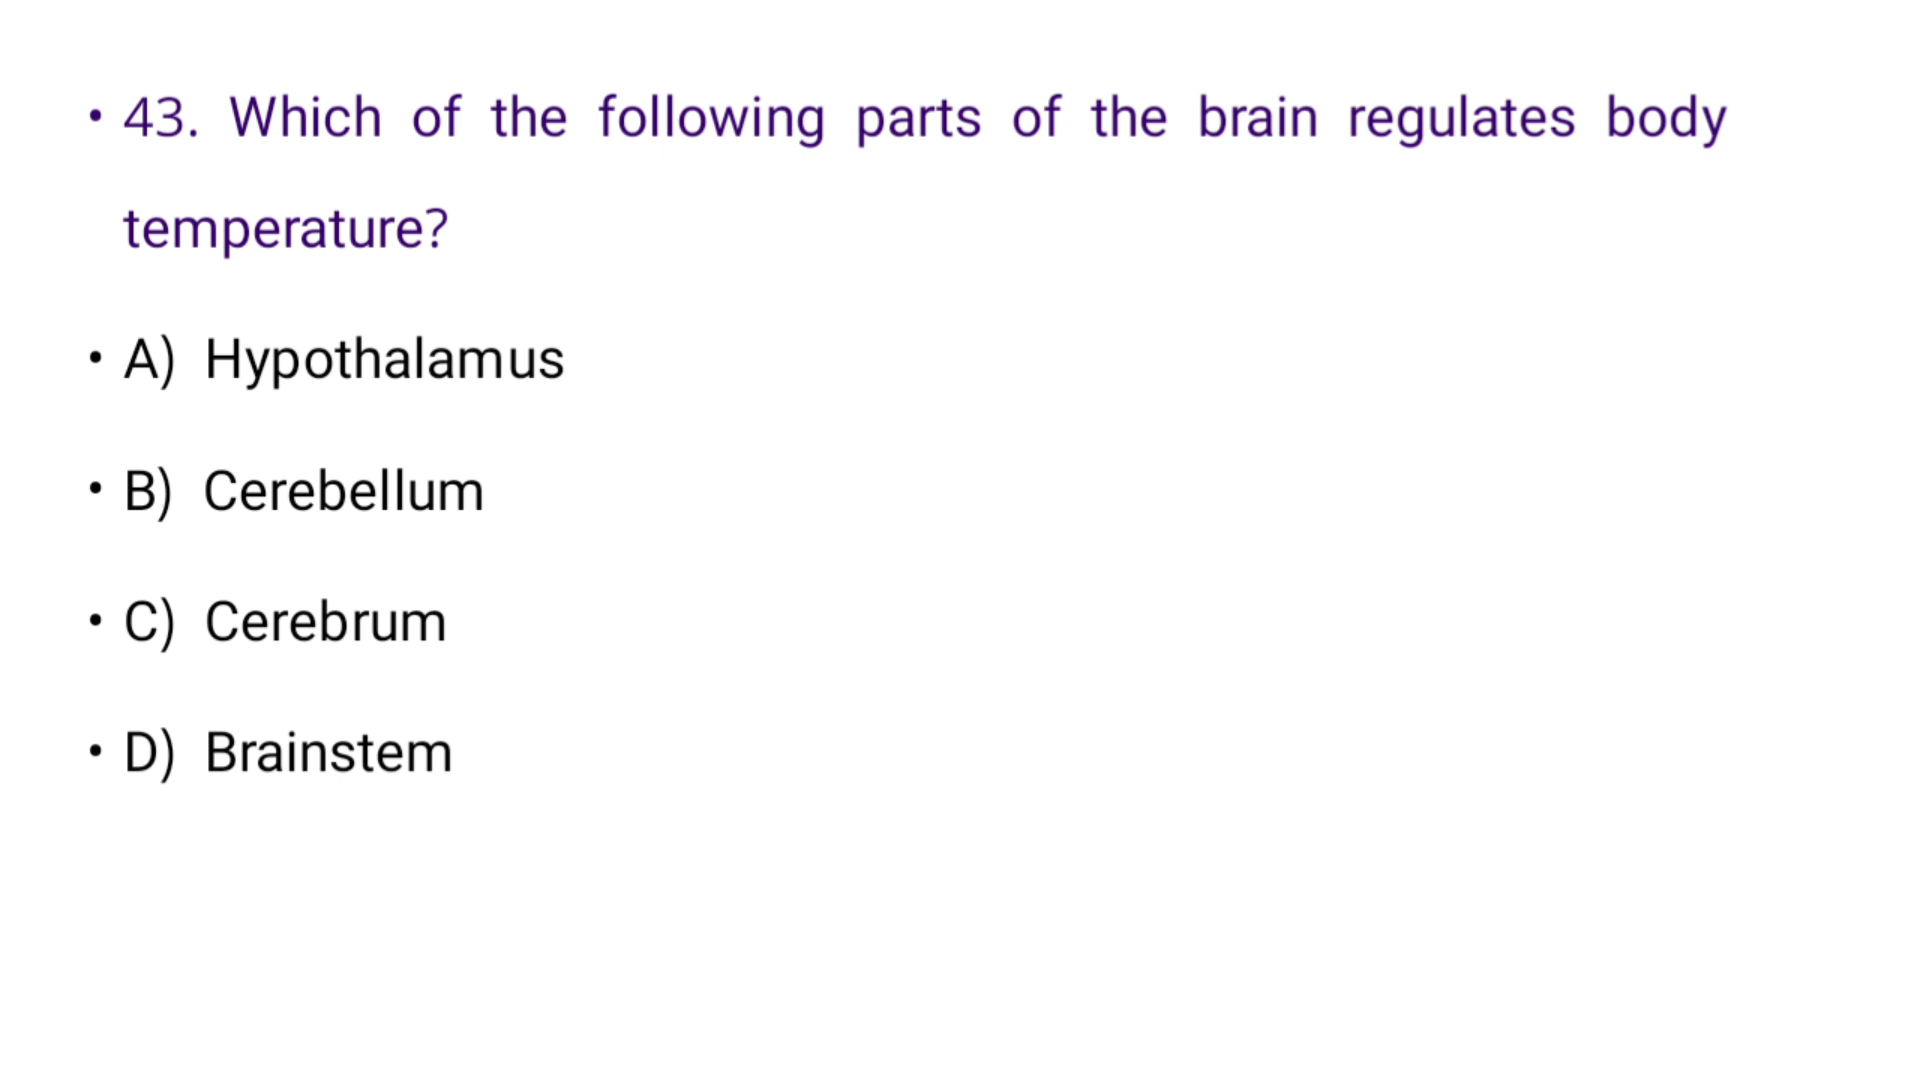 • 43. Which of the following parts of the brain regulates body
temperature?
• A) Hypothalamus
• B) Cerebellum
• C) Cerebrum
• D) Brainstem